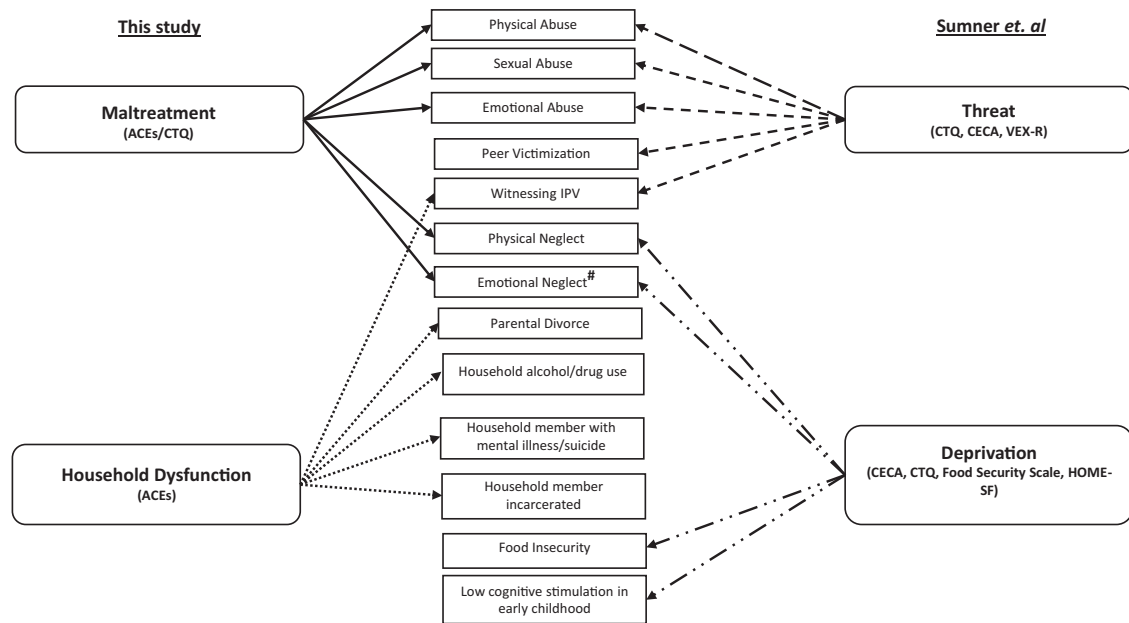 This study
Sumner et. al
Physical Abuse
Sexual Abuse
Emotional Abuse
Peer Victimization
Witnessing IPV
Physical Neglect
Emotional Neglect#
Parental Divorce
Household alcohol/drug use
Household member with
mental illness/suicide
Household member
incarcerated
Food Insecurity
Low cognitive stimulation in
early childhood
Maltreatment
(ACEs/CTQ)
Household Dysfunction
(ACEs)
Threat
(CTQ, CECA, VEX-R)
Deprivation
(CECA, CTQ, Food Security Scale, HOME-
SF)